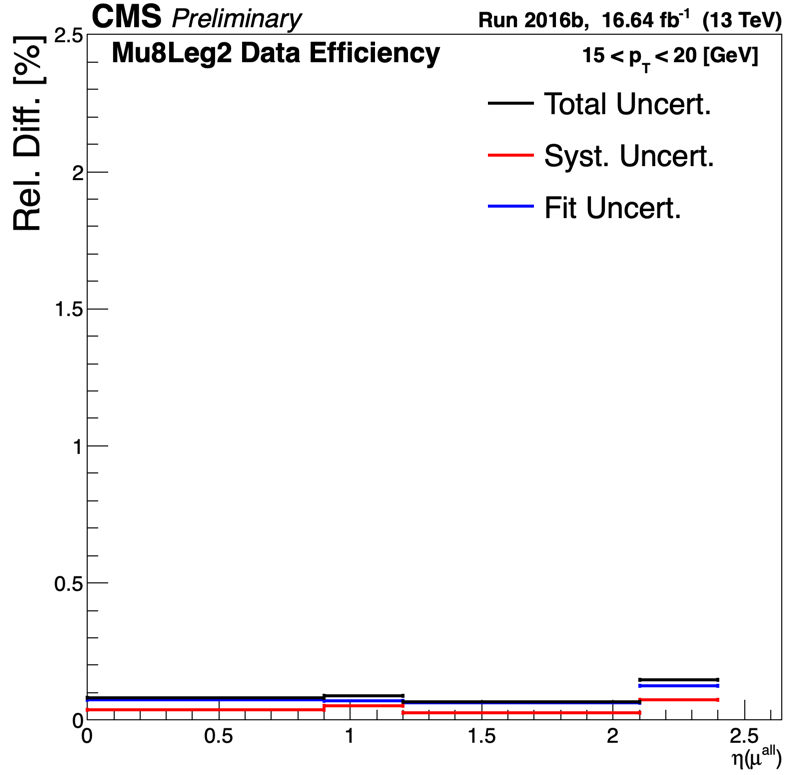 CMS Preliminary
Run 2016b, 16.64 fb⁻¹ (13 TeV)
Mu8Leg2 Data Efficiency
15 < p_T < 20 [GeV]
Total Uncert.
Syst. Uncert.
Fit Uncert.
Rel. Diff. [%]
2.5
2
1.5
1
0.5
0
0 0.5 1 1.5 2 2.5
η(μ^all)